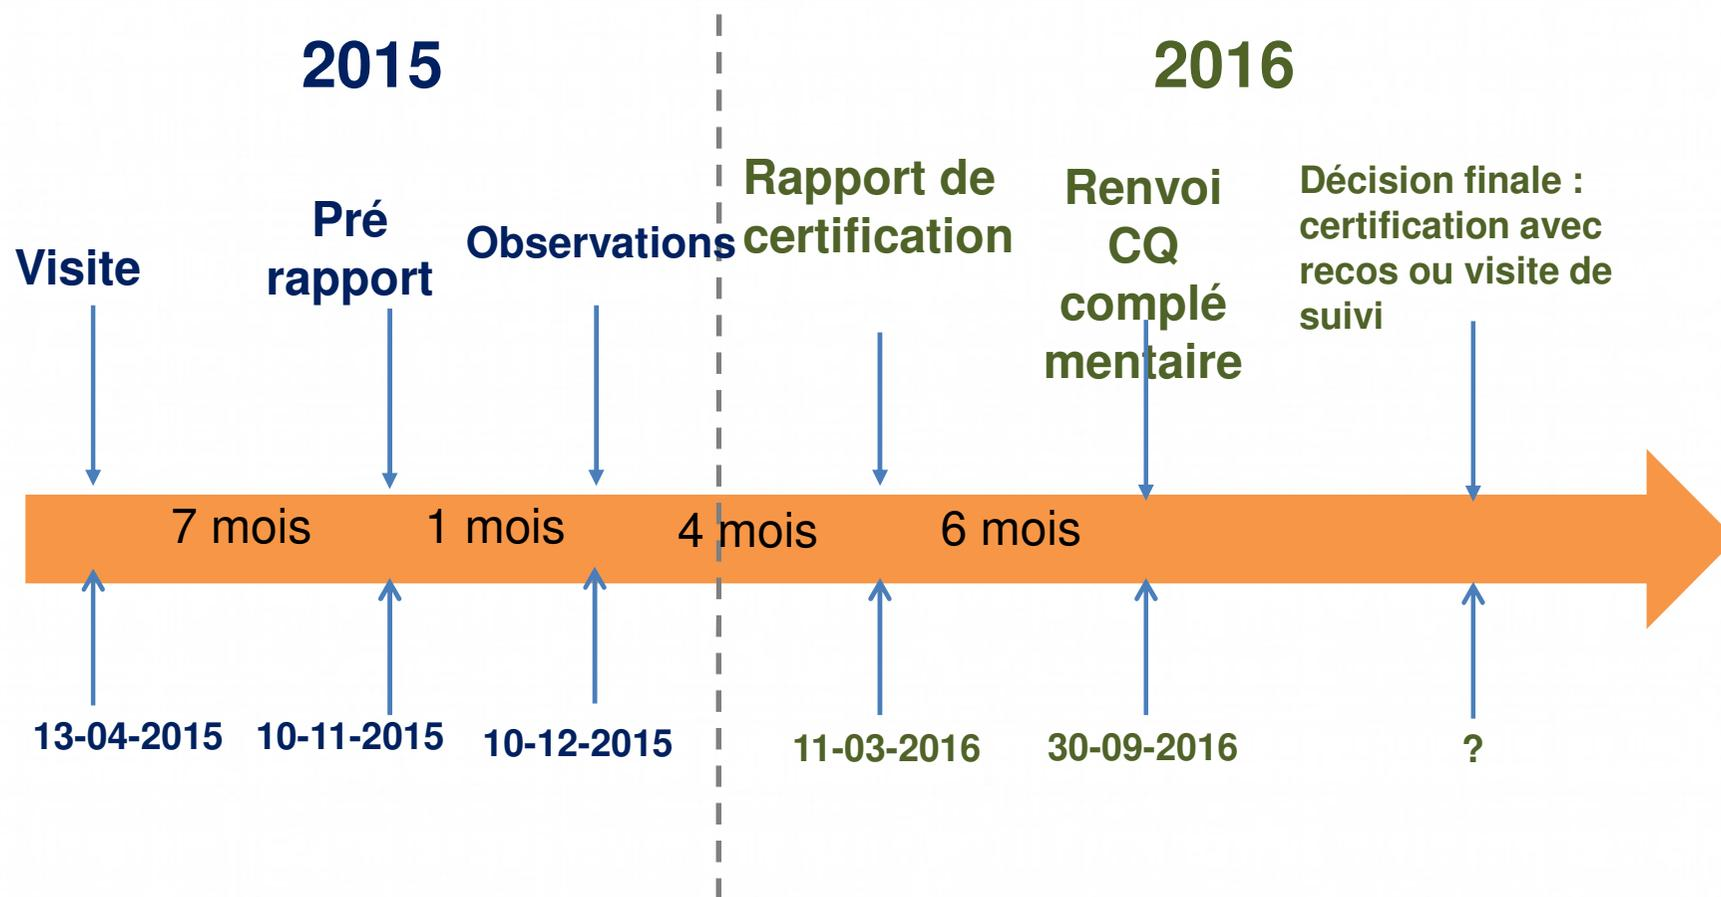 2015
2016
Visite
Pré
rapport
Observations
Rapport de
certification
Renvoi
CQ
complé
mentaire
Décision finale :
certification avec
recos ou visite de
suivi
7 mois
1 mois
4 mois
6 mois
13-04-2015
10-11-2015
10-12-2015
11-03-2016
30-09-2016
?